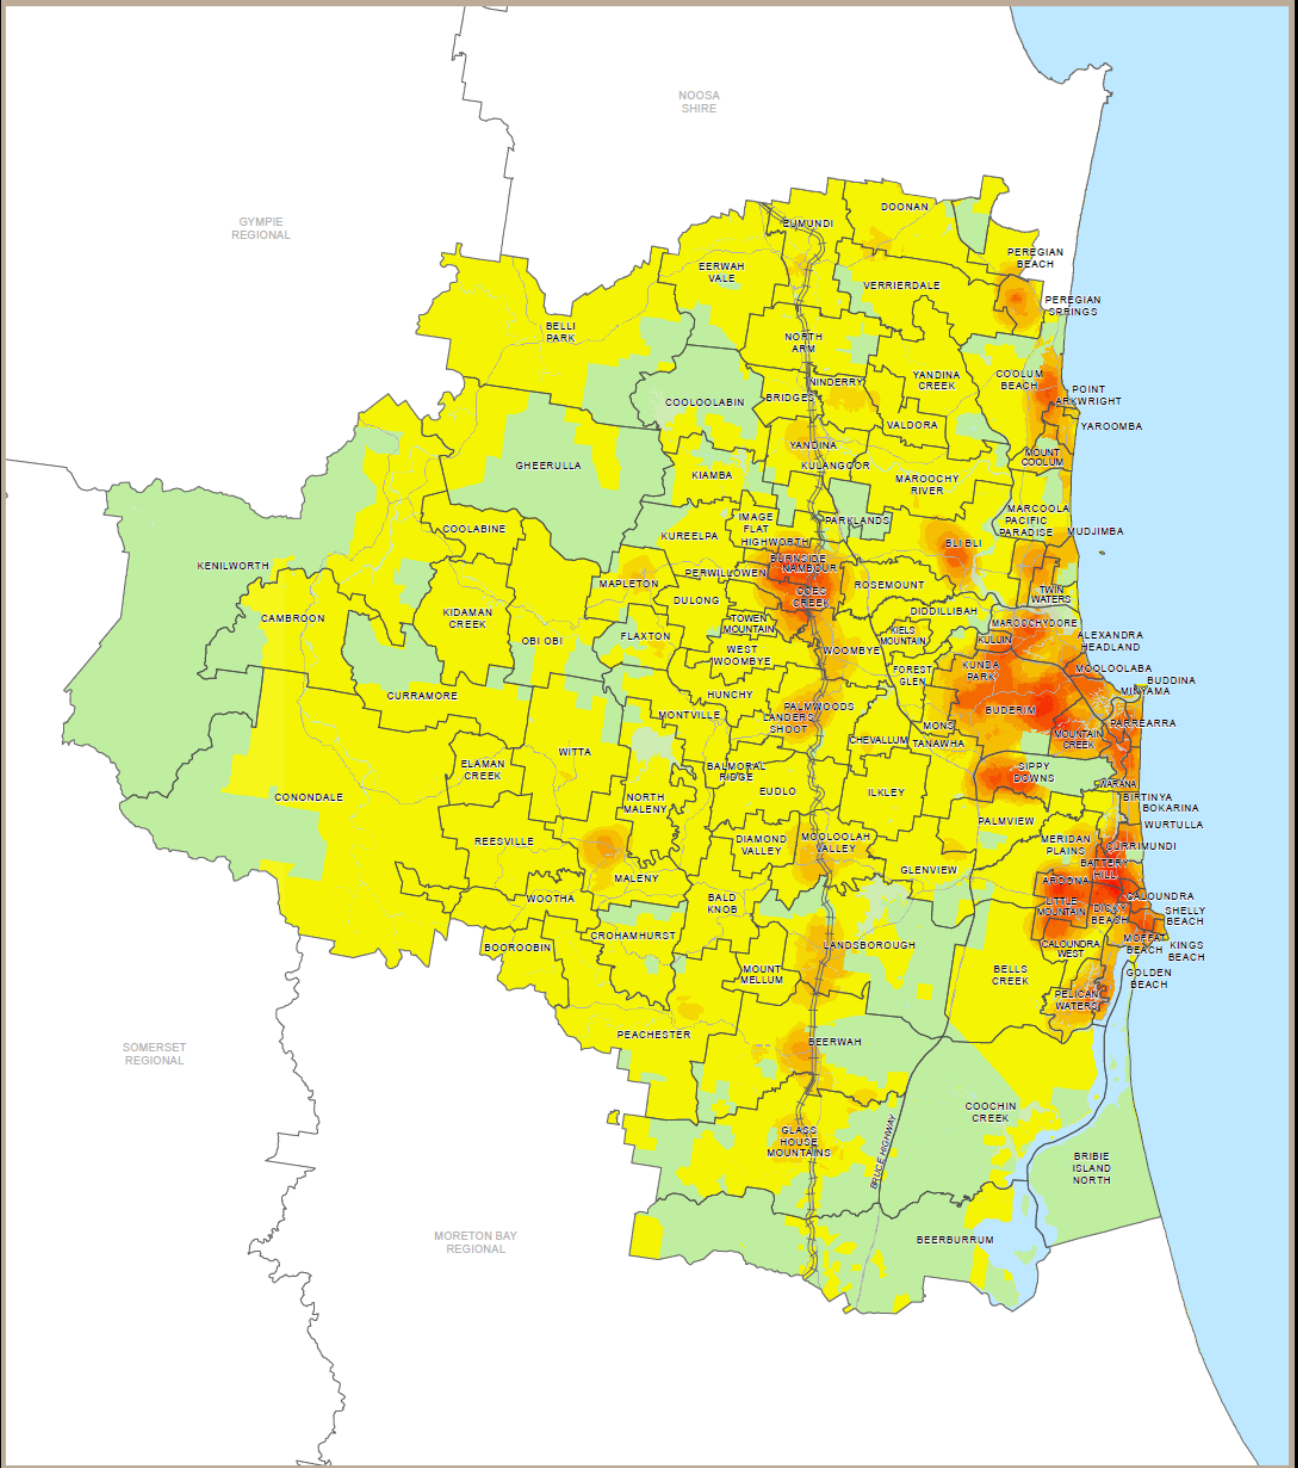 NOOSA
SHIRE
GYMPIE
REGIONAL
DOONAN
EUMUNDI
PEREGIAN
BEACH
EERWAH
VALE
VERRIERDALE
PEREGIAN
SPRINGS
BELLI
PARK
NORTH
ARM
YANDINA
CREEK
COOLUM
BEACH
NINDERRY
POINT
ARKWRIGHT
BRIDGES
COOLOOLABIN
VALDORA
YAROOMBA
YANDINA
MOUNT
COOLUM
GHEERULLA
KULANGOOR
KIAMBA
MAROOCHY
RIVER
MARCOOLA
PACIFIC
PARADISE
IMAGE
FLAT
PARKLANDS
COOLABINE
KUREELPA
HIGHWORTH
MUDJIMBA
BLI BLI
KENILWORTH
BURNSIDE
NAMBOUR
PERWILLOWEN
MAPLETON
ROSEMOUNT
COES
CREEK
TWIN
WATERS
DULONG
CAMBROON
KIDAMAN
CREEK
DIDDILLIBAH
TOWEN
MOUNTAIN
MAROOCHYDORE
KIELS
MOUNTAIN
OBI OBI
FLAXTON
KULUIN
ALEXANDRA
HEADLAND
WEST
WOOMBYE
WOOMBYE
FOREST
GLEN
KUNDA
PARK
MOOLOOLABA
BUDDINA
MINYAMA
CURRAMORE
HUNCHY
PALMWOODS
BUDERIM
MONTVILLE
LANDERS
SHOOT
PARREARRA
MONS
MOUNTAIN
CREEK
CHEVALLUM
TANAWHA
WITTA
ELAMAN
CREEK
BALMORAL
RIDGE
SIPPY
DOWNS
WARANA
EUDLO
ILKLEY
CONONDALE
NORTH
MALENY
BIRTINYA
BOKARINA
PALMVIEW
WURTULLA
REESVILLE
DIAMOND
VALLEY
MOOLOOLAH
VALLEY
MERIDAN
PLAINS
CURRIMUNDI
BATTERY
HILL
GLENVIEW
MALENY
AROONA
WOOTHA
BALD
KNOB
LITTLE
MOUNTAIN
DICKY
BEACH
CALOUNDRA
SHELLY
BEACH
CROHAMHURST
BOOROOBIN
LANDSBOROUGH
CALOUNDRA
WEST
MOFFAT
BEACH
KINGS
BEACH
MOUNT
MELLUM
BELLS
CREEK
GOLDEN
BEACH
PELICAN
WATERS
PEACHESTER
BEERWAH
SOMERSET
REGIONAL
COOCHIN
CREEK
GLASS
HOUSE
MOUNTAINS
BRUCE HIGHWAY
BRIBIE
ISLAND
NORTH
MORETON BAY
REGIONAL
BEERBURRUM